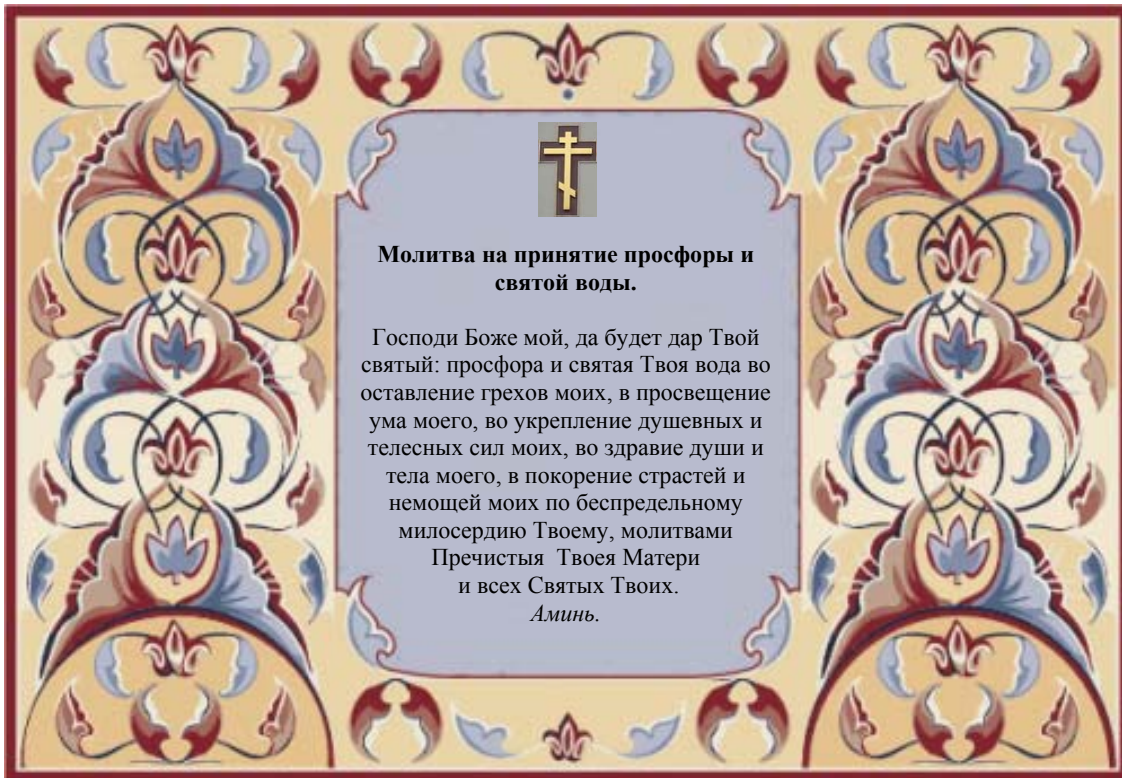 Молитва на принятие просфоры и
святой воды.
Господи Боже мой, да будет дар Твой
святый: просфора и святая Твоя вода во
оставление грехов моих, в просвещение
ума моего, во укрепление душевных и
телесных сил моих, во здравие души и
тела моего, в покорение страстей и
немощей моих по беспредельному
милосердию Твоему, молитвами
Пречистыя Твоея Матери
и всех Святых Твоих.
Аминь.